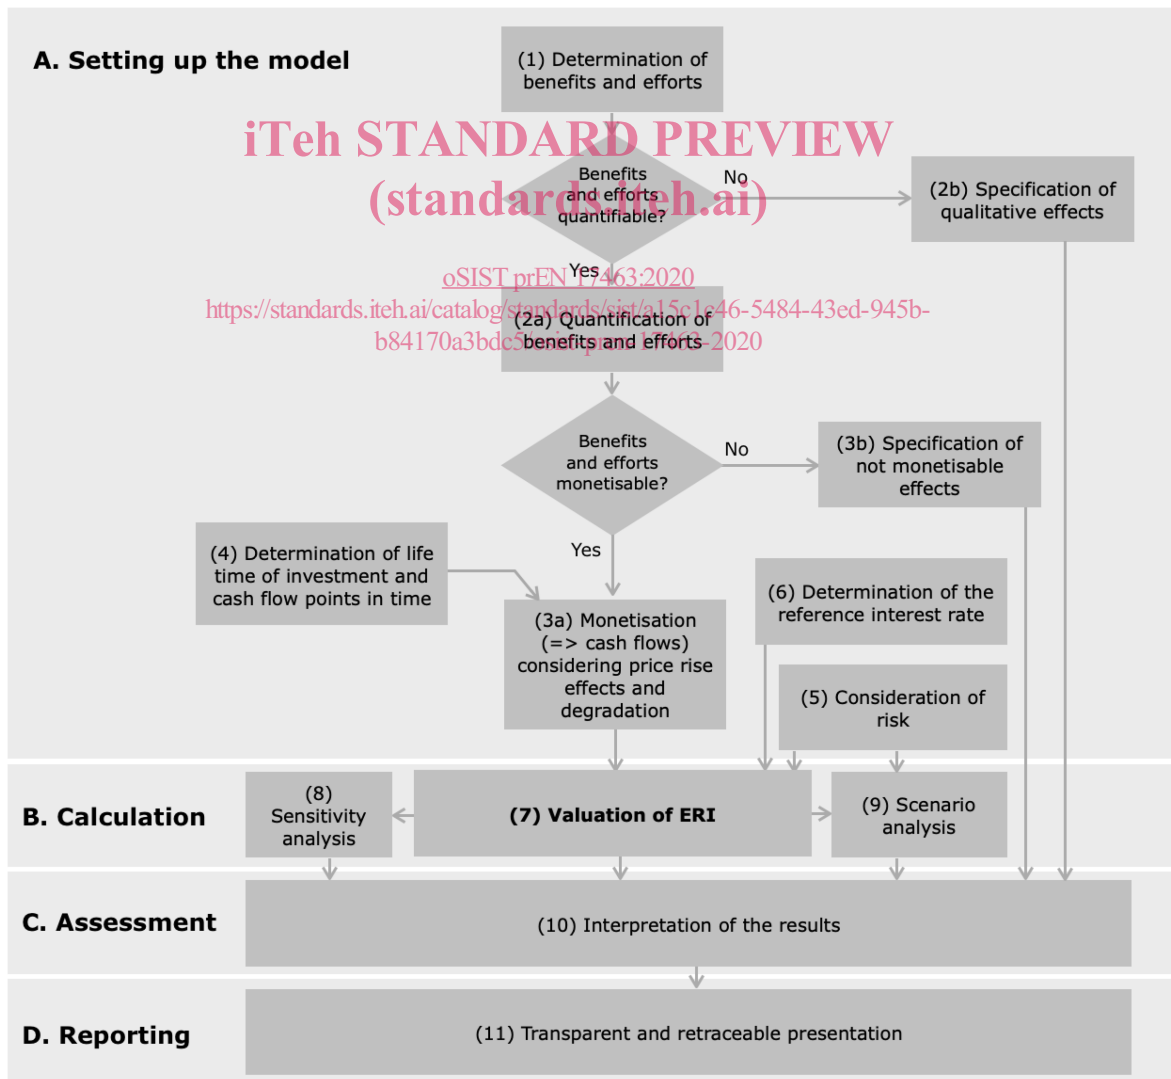 A. Setting up the model
(1) Determination of
benefits and efforts
iTeh STANDARD PREVIEW
(standards.iteh.ai)
Benefits
and efforts
quantifiable?
No
(2b) Specification of
qualitative effects
Yes
oSIST prEN 17463:2020
https://standards.iteh.ai/catalog/standards/sist/a15c1c46-5484-43ed-945b-
b84170a3bdc5/osist-pren-17463-2020
(2a) Quantification of
benefits and efforts
Benefits
and efforts
monetisable?
No
(3b) Specification of
not monetisable
effects
Yes
(4) Determination of life
time of investment and
cash flow points in time
(6) Determination of the
reference interest rate
(3a) Monetisation
(=> cash flows)
considering price rise
effects and
degradation
(5) Consideration of
risk
B. Calculation
(8)
Sensitivity
analysis
(7) Valuation of ERI
(9) Scenario
analysis
C. Assessment
(10) Interpretation of the results
D. Reporting
(11) Transparent and retraceable presentation